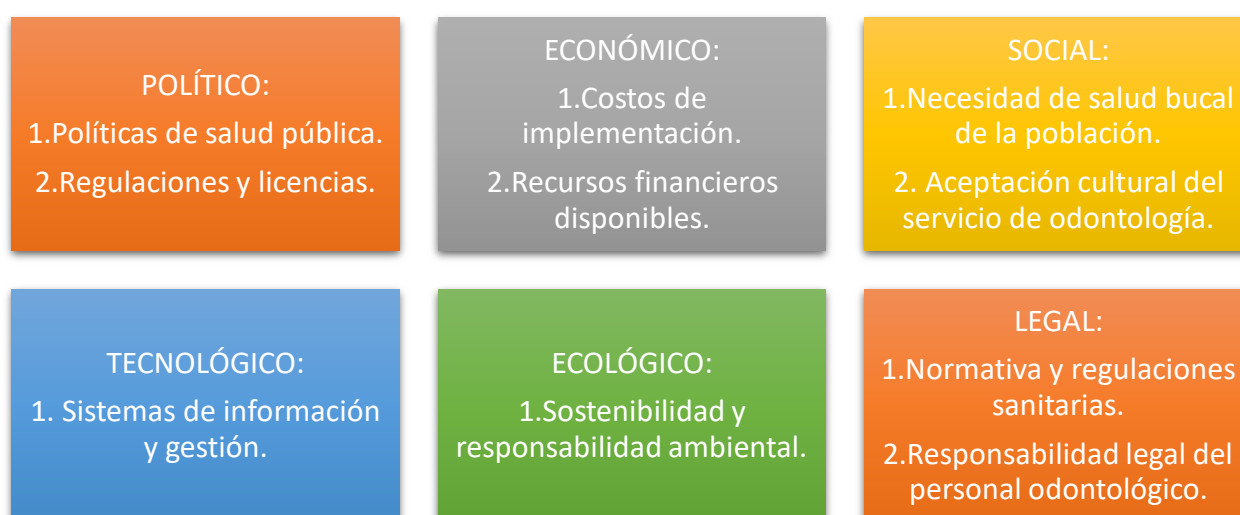 POLÍTICO:
1.Políticas de salud pública.
2.Regulaciones y licencias.
ECONÓMICO:
1.Costos de
implementación.
2.Recursos financieros
disponibles.
SOCIAL:
1.Necesidad de salud bucal
de la población.
2. Aceptación cultural del
servicio de odontología.
TECNOLÓGICO:
1. Sistemas de información
y gestión.
ECOLÓGICO:
1.Sostenibilidad y
responsabilidad ambiental.
LEGAL:
1.Normativa y regulaciones
sanitarias.
2.Responsabilidad legal del
personal odontológico.